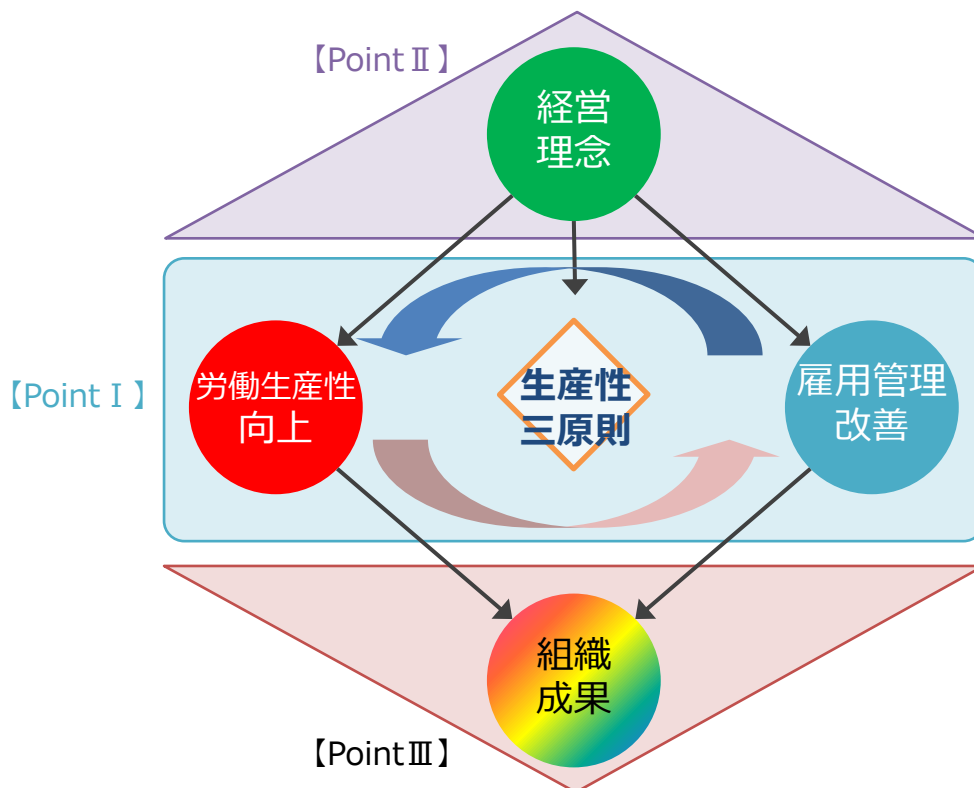 【PointⅡ】
経営
理念
【PointⅠ】
労働生産性
向上
生産性
三原則
雇用管理
改善
組織
成果
【PointⅢ】